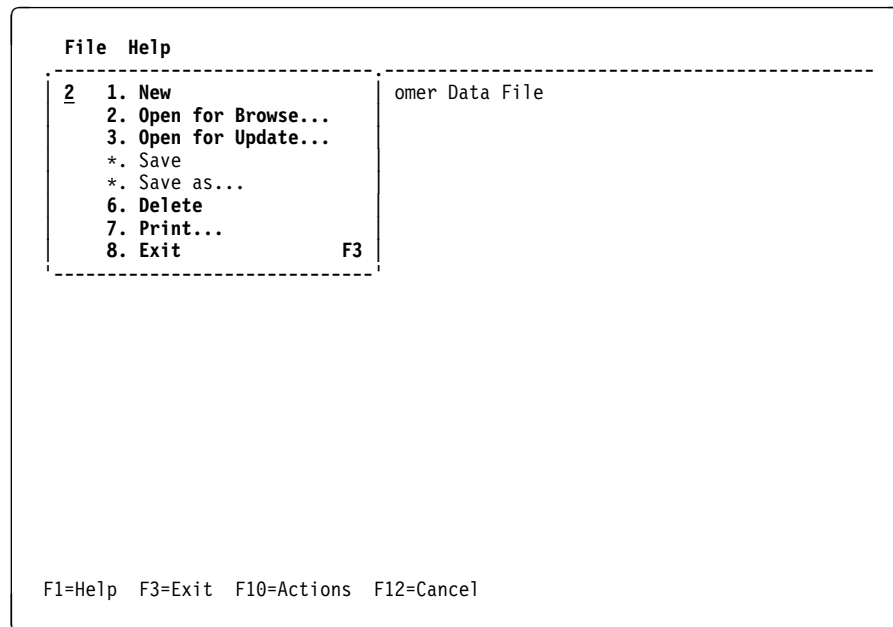 File Help
2 1. New omer Data File
2. Open for Browse...
3. Open for Update...
*. Save
*. Save as...
6. Delete
7. Print...
8. Exit F3
F1=Help F3=Exit F10=Actions F12=Cancel